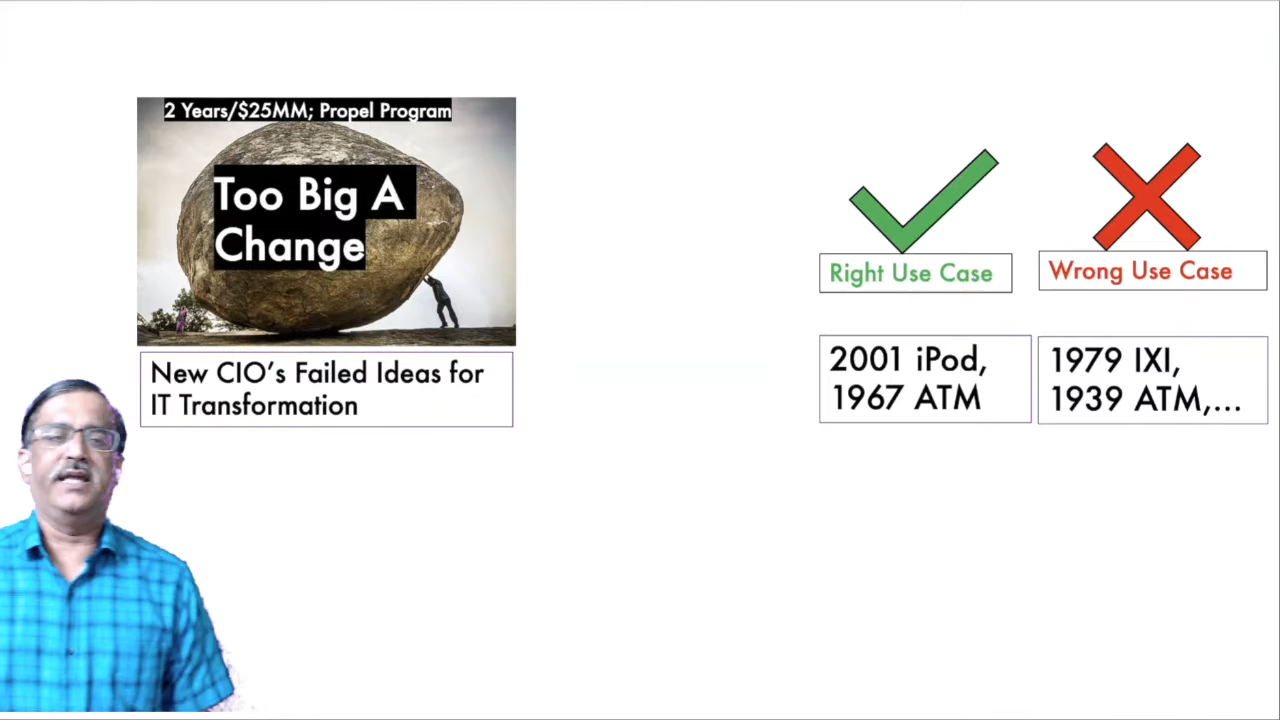 2 Years/$25MM; Propel Program
Too Big A
Change
New CIO’s Failed Ideas for
IT Transformation
Right Use Case
Wrong Use Case
2001 iPod,
1967 ATM
1979 IXI,
1939 ATM,...